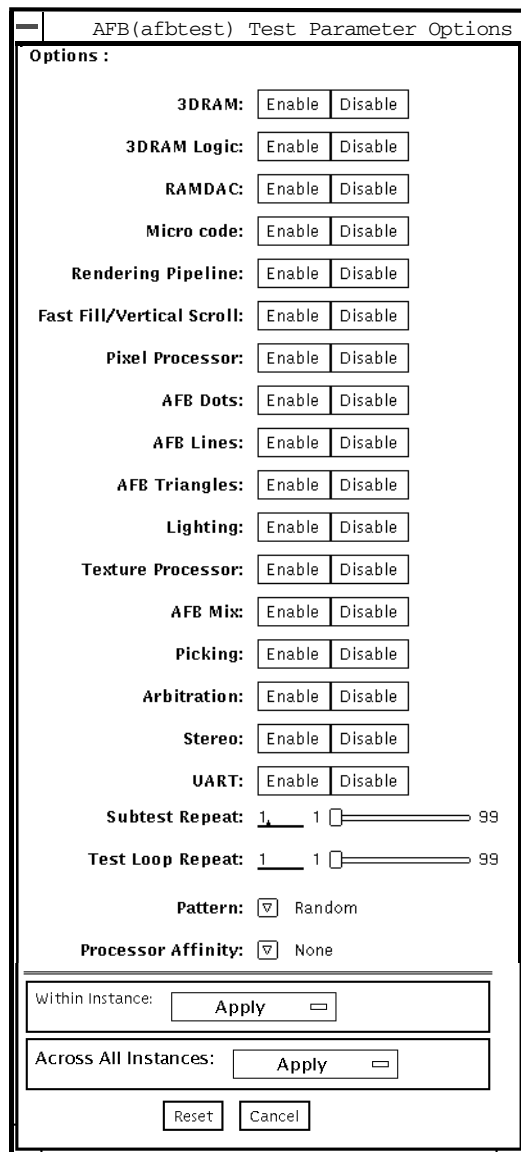 AFB(afbtest) Test Parameter Options
Options :
3DRAM: Enable Disable
3DRAM Logic: Enable Disable
RAMDAC: Enable Disable
Micro code: Enable Disable
Rendering Pipeline: Enable Disable
Fast Fill/Vertical Scroll: Enable Disable
Pixel Processor: Enable Disable
AFB Dots: Enable Disable
AFB Lines: Enable Disable
AFB Triangles: Enable Disable
Lighting: Enable Disable
Texture Processor: Enable Disable
AFB Mix: Enable Disable
Picking: Enable Disable
Arbitration: Enable Disable
Stereo: Enable Disable
UART: Enable Disable
Subtest Repeat: 1 1 99
Test Loop Repeat: 1 1 99
Pattern: Random
Processor Affinity: None
Within Instance: Apply
Across All Instances: Apply
Reset Cancel